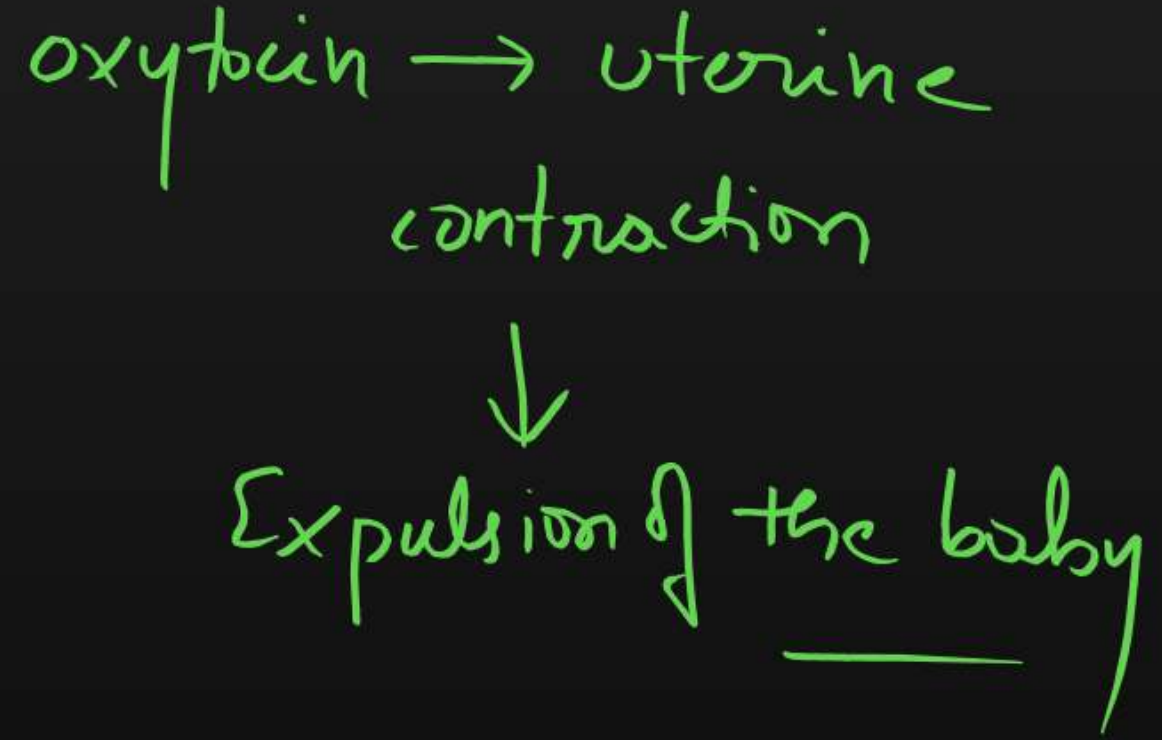 oxytocin → uterine
contraction
↓
Expulsion of the baby